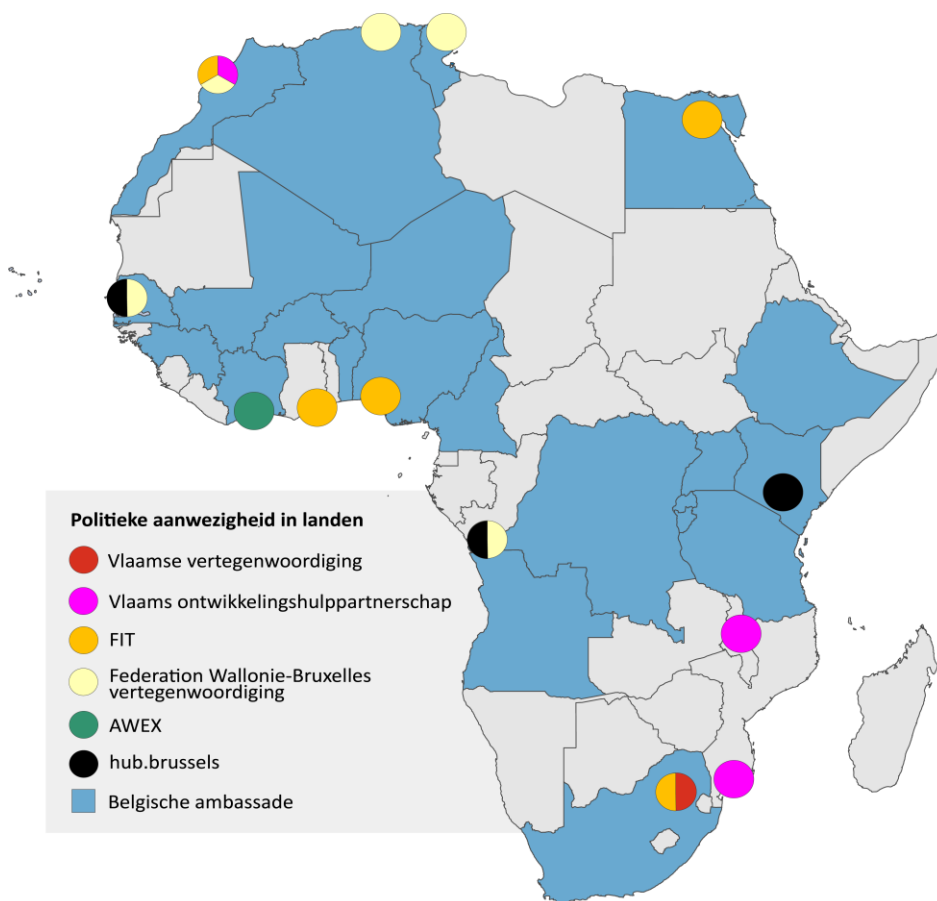 Politieke aanwezigheid in landen
Vlaamse vertegenwoordiging
Vlaams ontwikkelingshulppartnerschap
FIT
Federation Wallonie-Bruxelles
vertegenwoordiging
AWEX
hub.brussels
Belgische ambassade